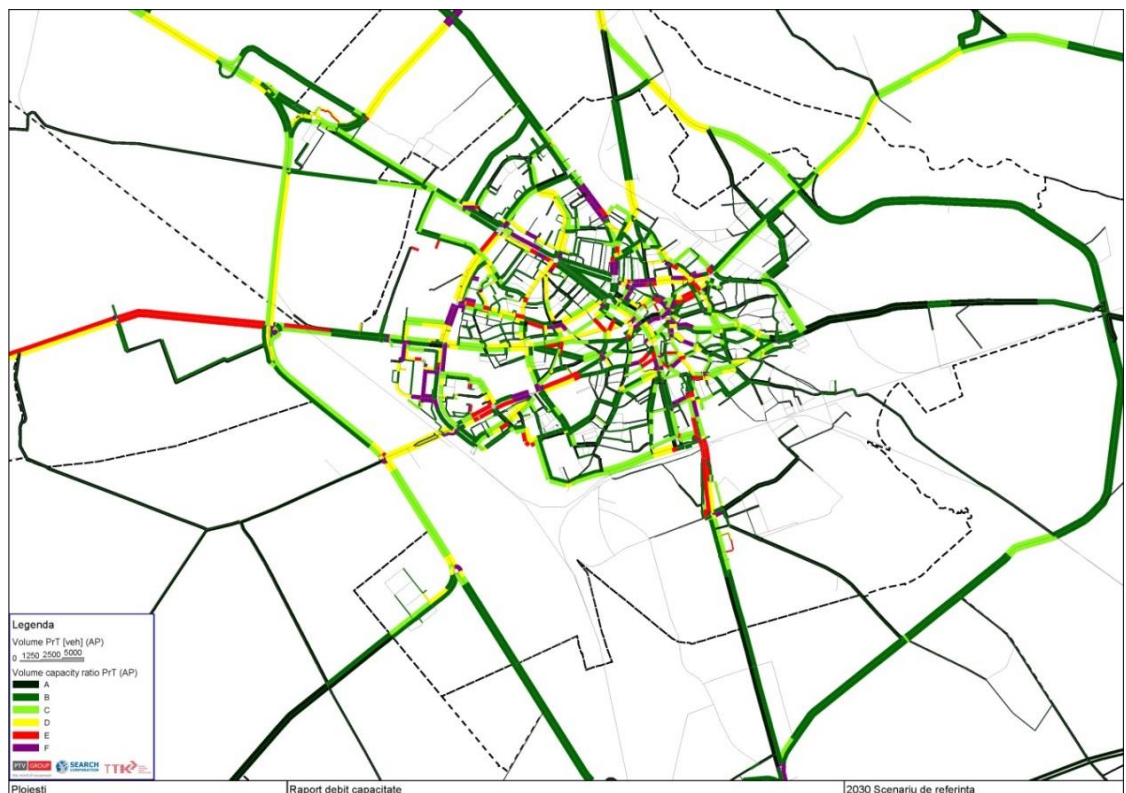 Legenda
Volume PrT [veh] (AP)
0 1250 2500 5000
Volume capacity ratio PrT (AP)
A
B
C
D
E
F
PTV GROUP
SEARCH CORPORATION
TTK
Ploiesti
Raport debit capacitate
2030 Scenariu de referinta